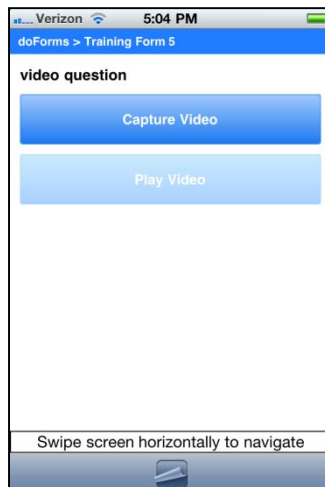 Verizon 5:04 PM
doForms > Training Form 5
video question
Capture Video
Play Video
Swipe screen horizontally to navigate